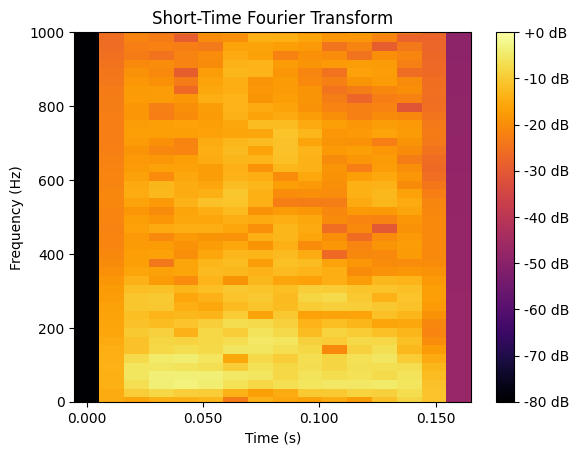 Short-Time Fourier Transform
Frequency (Hz)
1000
800
600
400
200
0
0.000
0.050
0.100
0.150
Time (s)
+0 dB
-10 dB
-20 dB
-30 dB
-40 dB
-50 dB
-60 dB
-70 dB
-80 dB